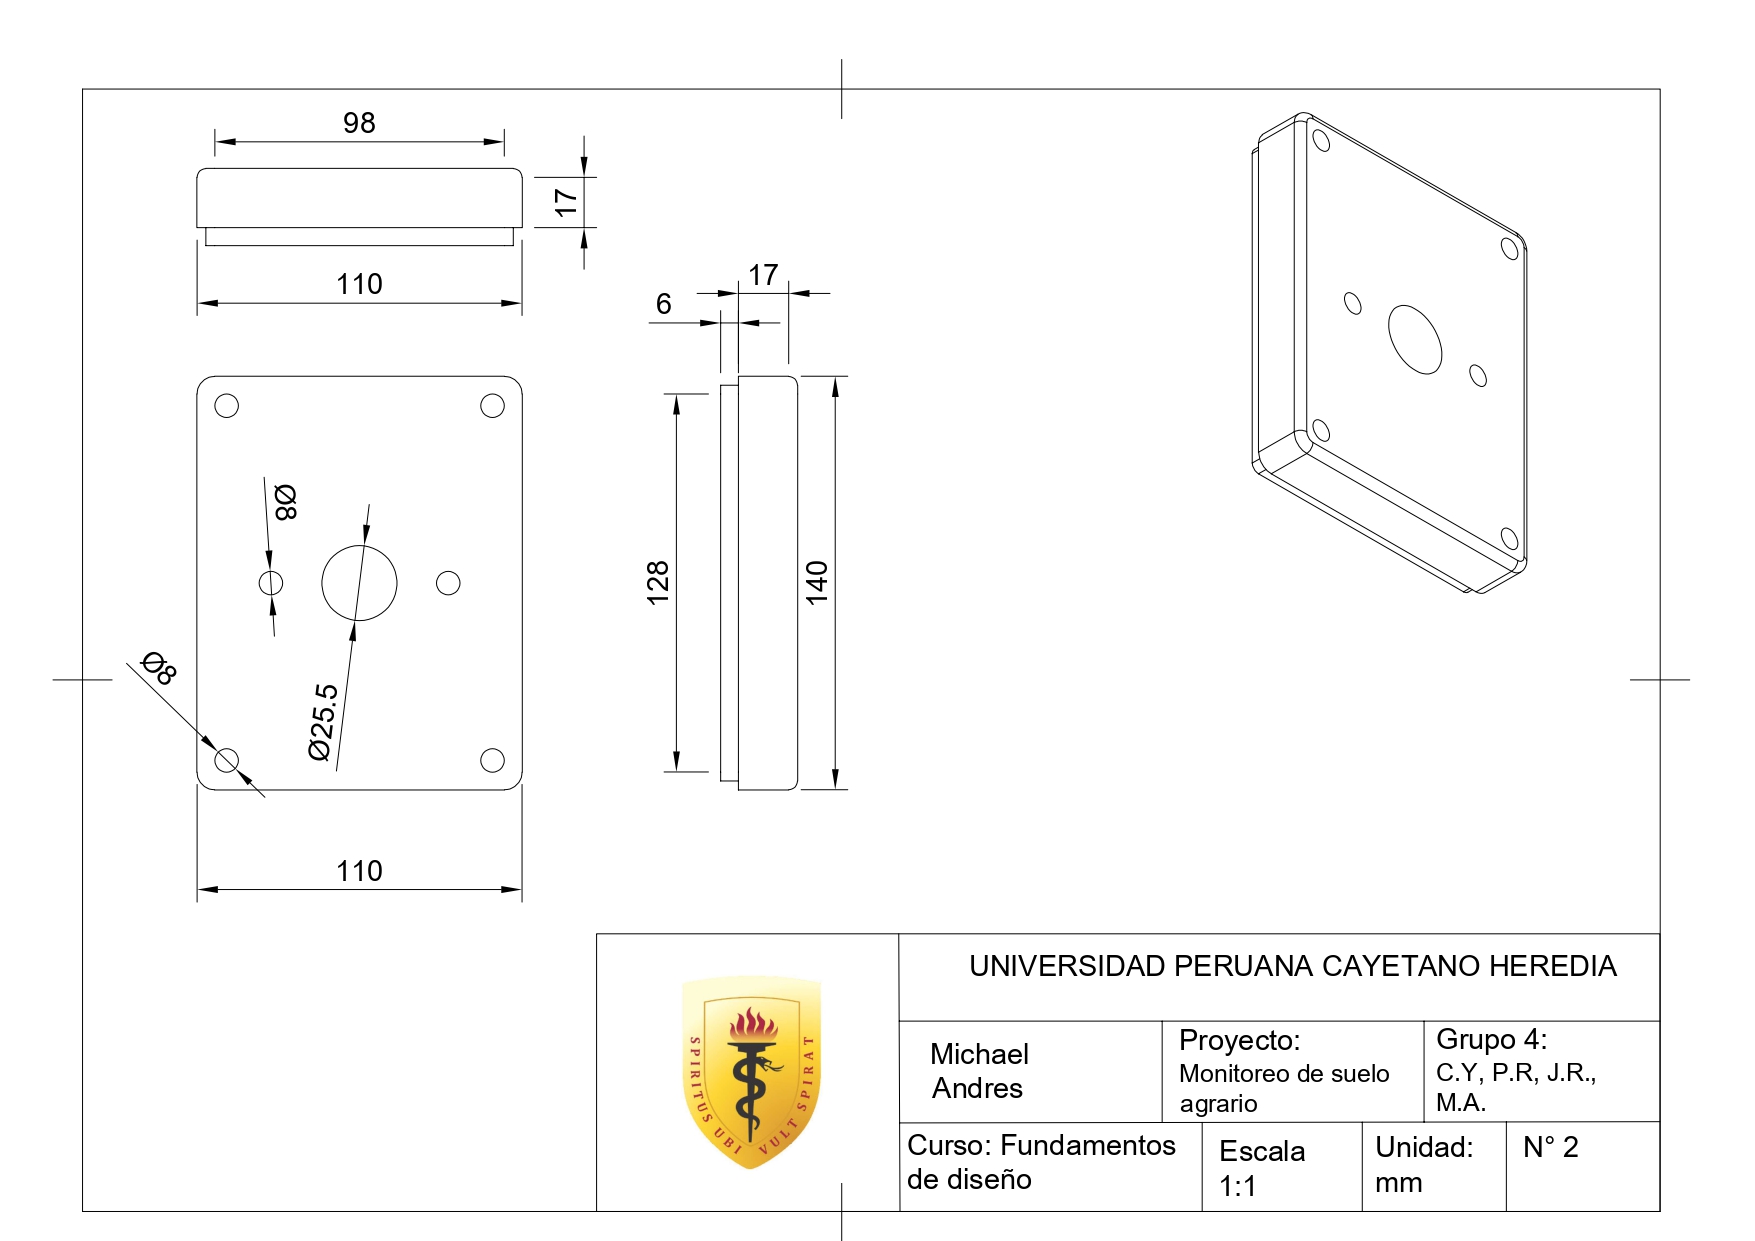 98
17
110
17
6
Ø8
128
140
Ø8
Ø25.5
110
SPIRITUS UBI VULT SPIRAT
UNIVERSIDAD PERUANA CAYETANO HEREDIA
Michael
Andres
Proyecto:
Monitoreo de suelo
agrario
Grupo 4:
C.Y, P.R, J.R.,
M.A.
Curso: Fundamentos
de diseño
Escala
1:1
Unidad:
mm
N° 2